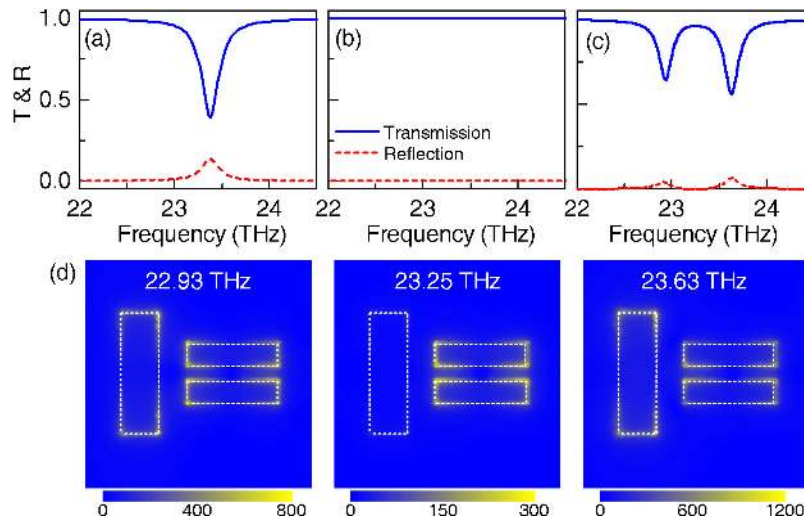 1.0
0.5
0.0
T & R
(a)
(b)
(c)
Transmission
Reflection
22 23 24
22 23 24
22 23 24
Frequency (THz)
Frequency (THz)
Frequency (THz)
(d)
22.93 THz
23.25 THz
23.63 THz
0 400 800
0 150 300
0 600 1200